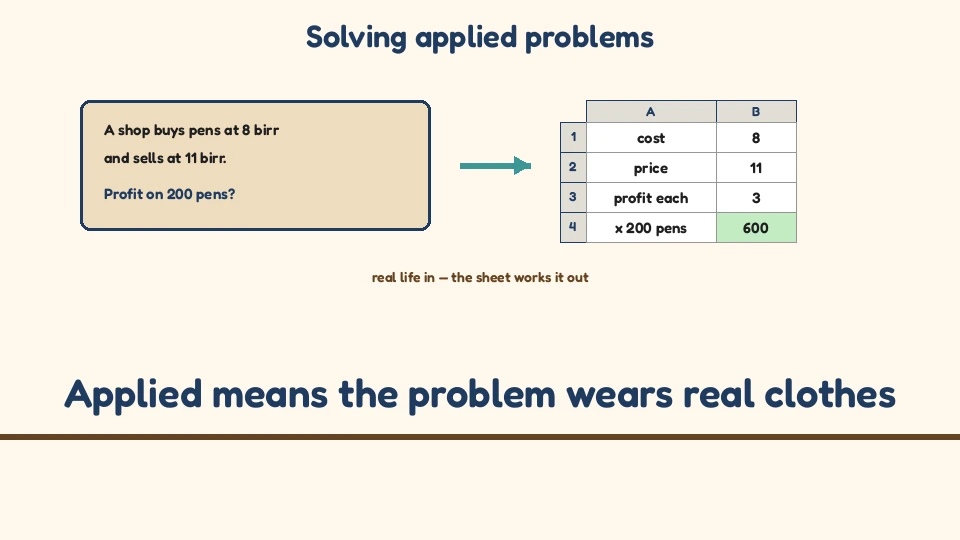 Solving applied problems
A shop buys pens at 8 birr
and sells at 11 birr.
Profit on 200 pens?
A B
1 cost 8
2 price 11
3 profit each 3
4 x 200 pens 600
real life in — the sheet works it out
Applied means the problem wears real clothes